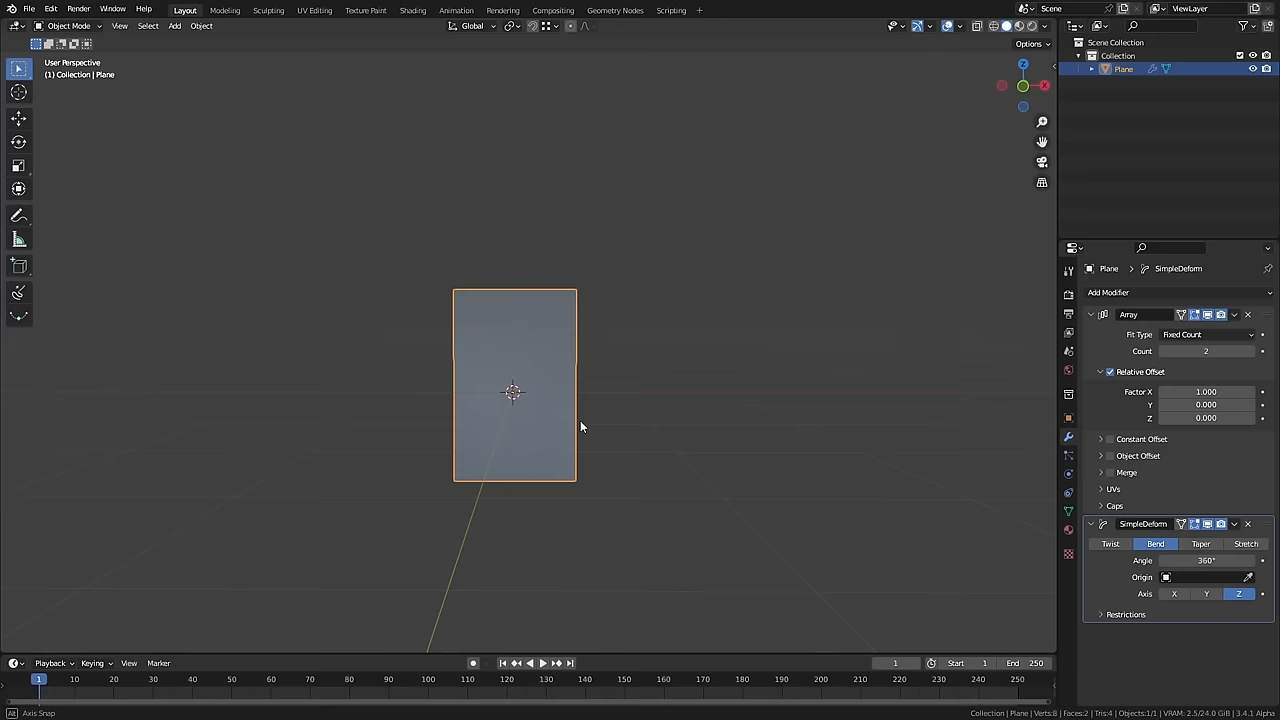 File Edit Render Window Help Layout Modeling Sculpting UV Editing Texture Paint Shading Animation Rendering Compositing Geometry Nodes Scripting Scene ViewLayer
Object Mode View Select Add Object Global
Options
User Perspective
(1) Collection | Plane
Z
X
Scene Collection
Collection
Plane
Plane SimpleDeform
Add Modifier
Array
Fit Type Fixed Count
Count 2
Relative Offset
Factor X 1.000
Y 0.000
Z 0.000
Constant Offset
Object Offset
Merge
UVs
Caps
SimpleDeform
Twist Bend Taper Stretch
Angle 360°
Origin
Axis X Y Z
Restrictions
Playback Keying View Marker 1 Start 1 End 250
1 10 20 30 40 50 60 70 80 90 100 110 120 130 140 150 160 170 180 190 200 210 220 230 240 250
Alt Axis Snap Collection | Plane | Verts:8 | Faces:2 | Tris:4 | Objects:1/1 | VRAM: 2.5/24.0 GiB | 3.4.1 Alpha